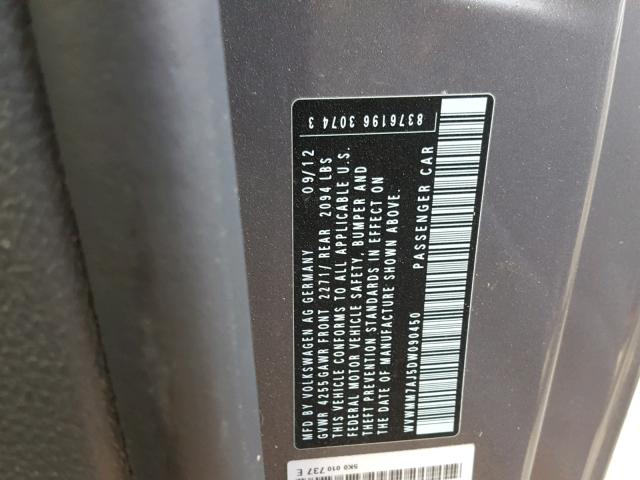 MFD BY VOLKSWAGEN AG GERMANY 09/12
GVWR 4255GAWR FRONT 2271/ REAR 2094 LBS
THIS VEHICLE CONFORMS TO ALL APPLICABLE U.S.
FEDERAL MOTOR VEHICLE SAFETY, BUMPER AND
THEFT PREVENTION STANDARDS IN EFFECT ON
THE DATE OF MANUFACTURE SHOWN ABOVE.
WVWMM7AJ5DW090450
PASSENGER CAR
8376196 3074 3
5K0 010 737 E